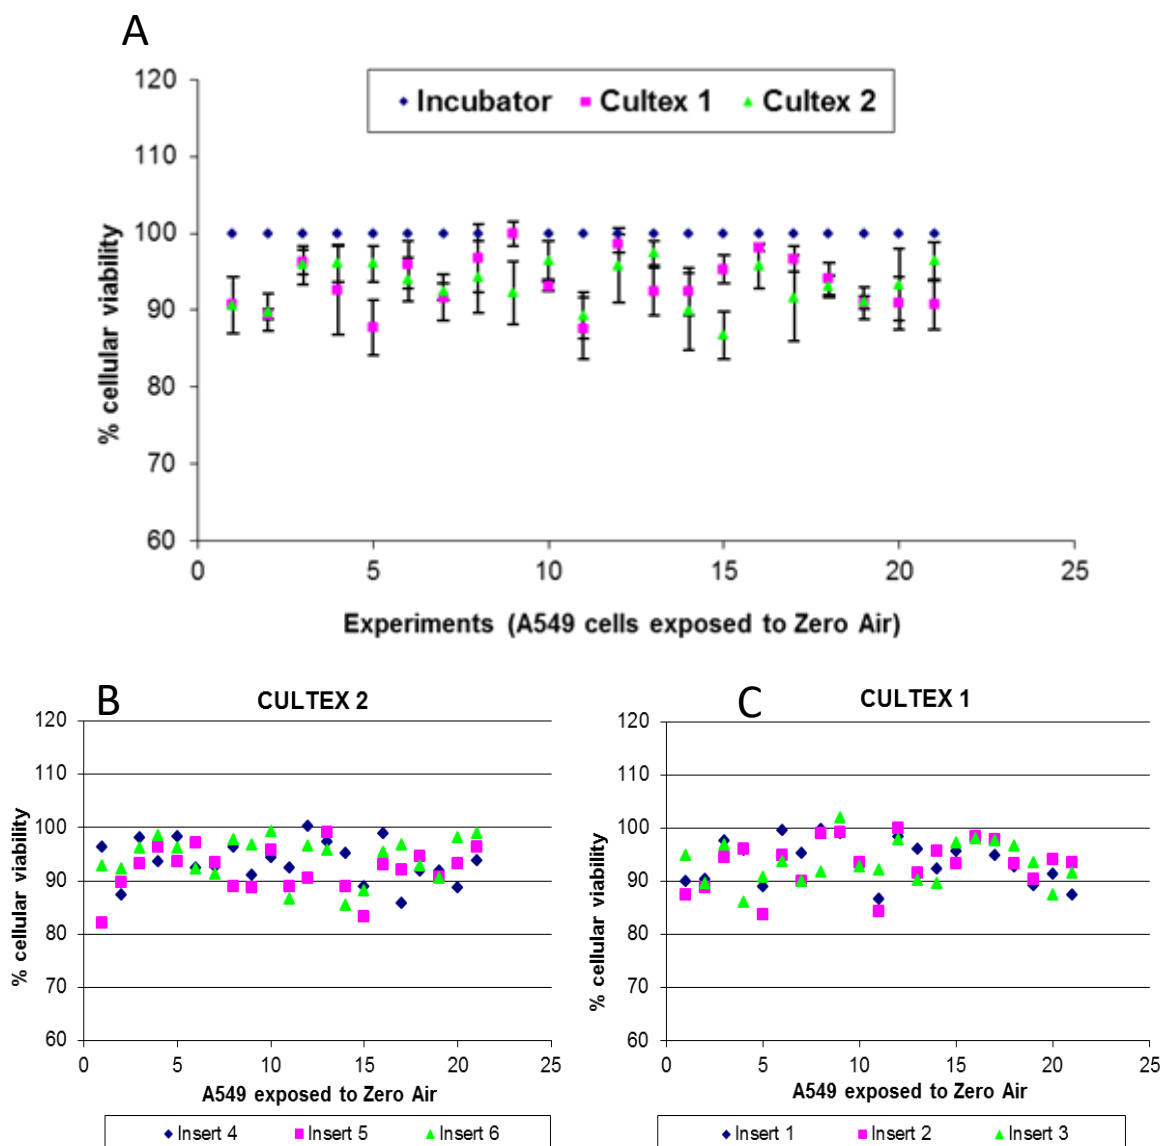 A
120
110
100
90
80
70
60
% cellular viability
Incubator Cultex 1 Cultex 2
0 5 10 15 20 25
Experiments (A549 cells exposed to Zero Air)
B
CULTEX 2
120
110
100
90
80
70
60
% cellular viability
0 5 10 15 20 25
A549 exposed to Zero Air
Insert 4 Insert 5 Insert 6
C
CULTEX 1
120
110
100
90
80
70
60
% cellular viability
0 5 10 15 20 25
A549 exposed to Zero Air
Insert 1 Insert 2 Insert 3